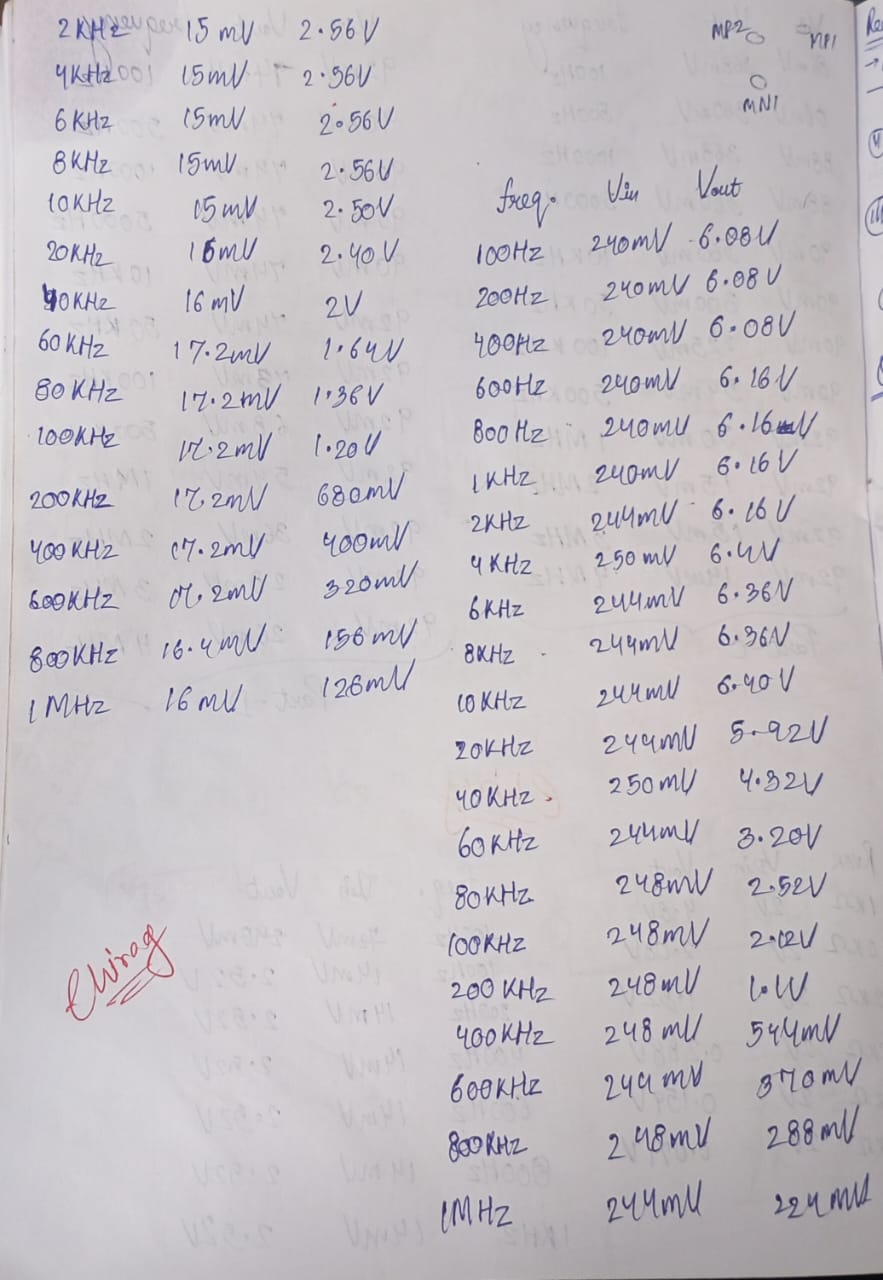 2KHz 15mV 2.56V
4KHz 15mV 2.56V
6KHz 15mV 2.56V
8KHz 15mV 2.56V
10KHz 15mV 2.50V
20KHz 16mV 2.40V
40KHz 16mV 2V
60KHz 17.2mV 1.64V
80KHz 17.2mV 1.36V
100KHz 17.2mV 1.20V
200KHz 17.2mV 680mV
400KHz 17.2mV 400mV
600KHz 17.2mV 320mV
800KHz 16.4mV 156mV
1MHz 16mV 126mV
Chirag
MP2 MP1
MN1
freq. Vin Vout
100Hz 240mV 6.08V
200Hz 240mV 6.08V
400Hz 240mV 6.08V
600Hz 240mV 6.16V
800Hz 240mV 6.16V
1KHz 240mV 6.16V
2KHz 244mV 6.16V
4KHz 250mV 6.4V
6KHz 244mV 6.36V
8KHz 244mV 6.36V
10KHz 244mV 6.40V
20KHz 244mV 5.92V
40KHz 250mV 4.32V
60KHz 244mV 3.20V
80KHz 248mV 2.52V
100KHz 248mV 2.12V
200KHz 248mV
400KHz 248mV 544mV
600KHz 244mV 370mV
800KHz 248mV 288mV
1MHz 244mV 224mV